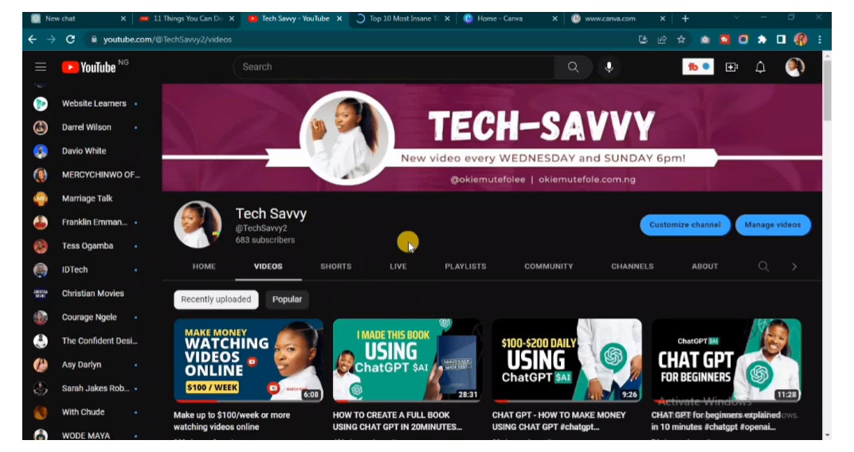 New chat
11 Things You Can Do
Tech Savvy - YouTube
Top 10 Most Insane
Home - Canva
www.canva.com
youtube.com/@TechSavvy2/videos
YouTube NG
Search
Website Learners
Darrel Wilson
Davio White
MERCYCHINWO OF...
Marriage Talk
Franklin Emman...
Tess Ogamba
IDTech
Christian Movies
Courage Ngele
The Confident Desi...
Asy Darlyn
Sarah Jakes Rob...
With Chude
WODE MAYA
TECH-SAVVY
New video every WEDNESDAY and SUNDAY 6pm!
@okiemutefolee | okiemutefole.com.ng
Tech Savvy
@TechSavvy2
683 subscribers
Customize channel
Manage videos
HOME VIDEOS SHORTS LIVE PLAYLISTS COMMUNITY CHANNELS ABOUT
Recently uploaded
Popular
MAKE MONEY
WATCHING
VIDEOS
ONLINE
$100 / WEEK
6:08
Make up to $100/week or more
watching videos online
I MADE THIS BOOK
USING
ChatGPT $AI
28:31
HOW TO CREATE A FULL BOOK
USING CHAT GPT IN 20MINUTES...
$100-$200 DAILY
USING
ChatGPT $AI
9:26
CHAT GPT - HOW TO MAKE MONEY
USING CHAT GPT #chatgpt...
ChatGPT $AI
CHAT GPT
FOR BEGINNERS
11:28
CHAT GPT for beginners explained
in 10 minutes #chatgpt #openai...
Activate Windows